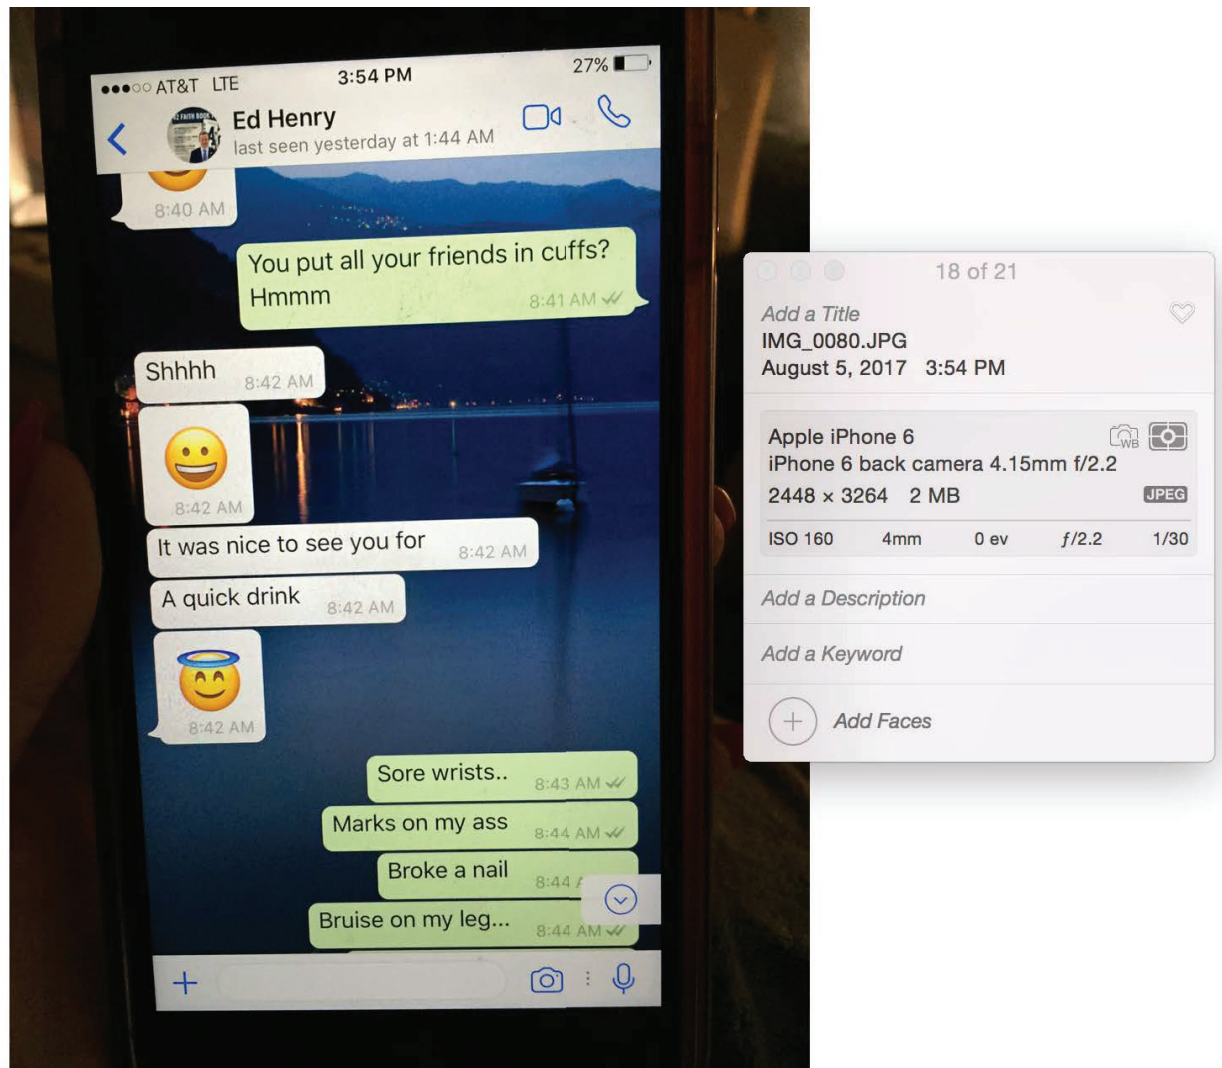 AT&T LTE
3:54 PM
27%
Ed Henry
last seen yesterday at 1:44 AM
8:40 AM
You put all your friends in cuffs?
Hmmm
8:41 AM
Shhhh
8:42 AM
8:42 AM
It was nice to see you for
8:42 AM
A quick drink
8:42 AM
8:42 AM
Sore wrists..
8:43 AM
Marks on my ass
8:44 AM
Broke a nail
8:44
Bruise on my leg...
8:44 AM
18 of 21
Add a Title
IMG_0080.JPG
August 5, 2017 3:54 PM
Apple iPhone 6
WB
iPhone 6 back camera 4.15mm f/2.2
2448 × 3264 2 MB
JPEG
ISO 160 4mm 0 ev ƒ/2.2 1/30
Add a Description
Add a Keyword
Add Faces